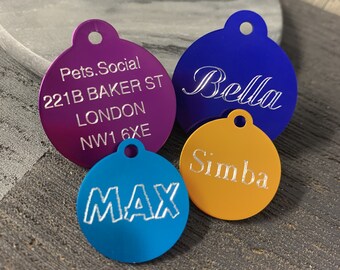 Pets.Social
221B BAKER ST
LONDON
NW1 6XE
Bella
MAX
Simba